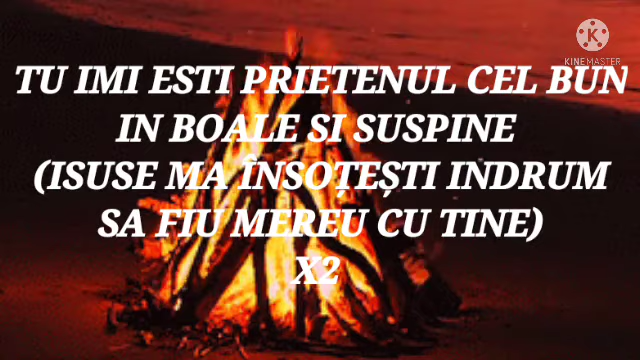 KINEMASTER
TU IMI ESTI PRIETENUL CEL BUN
IN BOALE SI SUSPINE
(ISUSE MA ÎNSOȚEȘTI INDRUM
SA FIU MEREU CU TINE)
X2